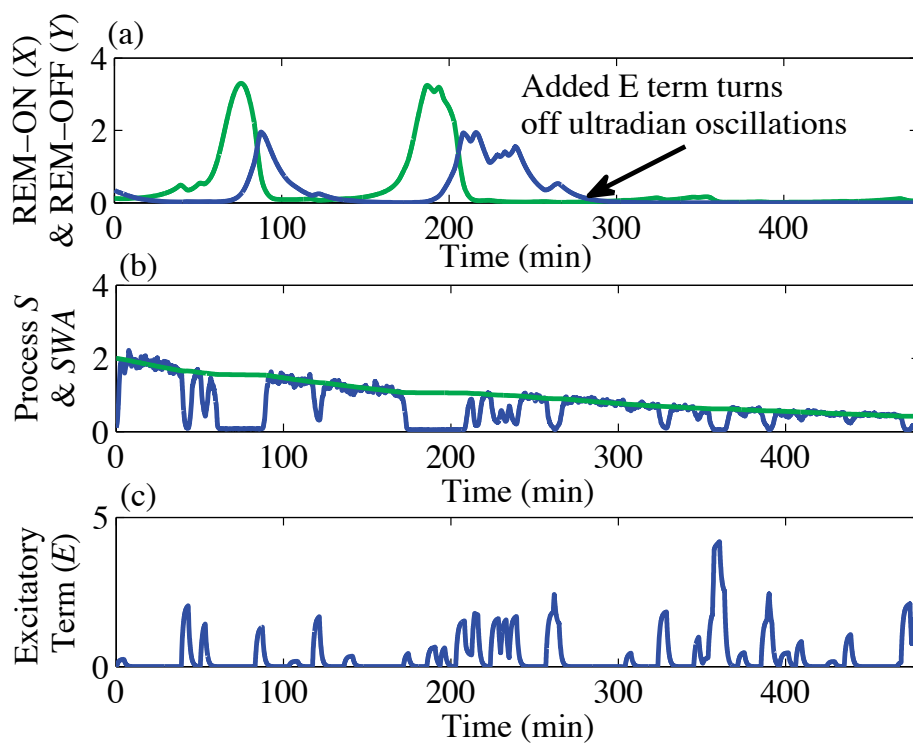 (a)
REM–ON (X)
& REM–OFF (Y)
4
2
0
Added E term turns
off ultradian oscillations
0 100 200 300 400
Time (min)
(b)
Process S
& SWA
4
2
0
0 100 200 300 400
Time (min)
(c)
Excitatory
Term (E)
5
0
0 100 200 300 400
Time (min)